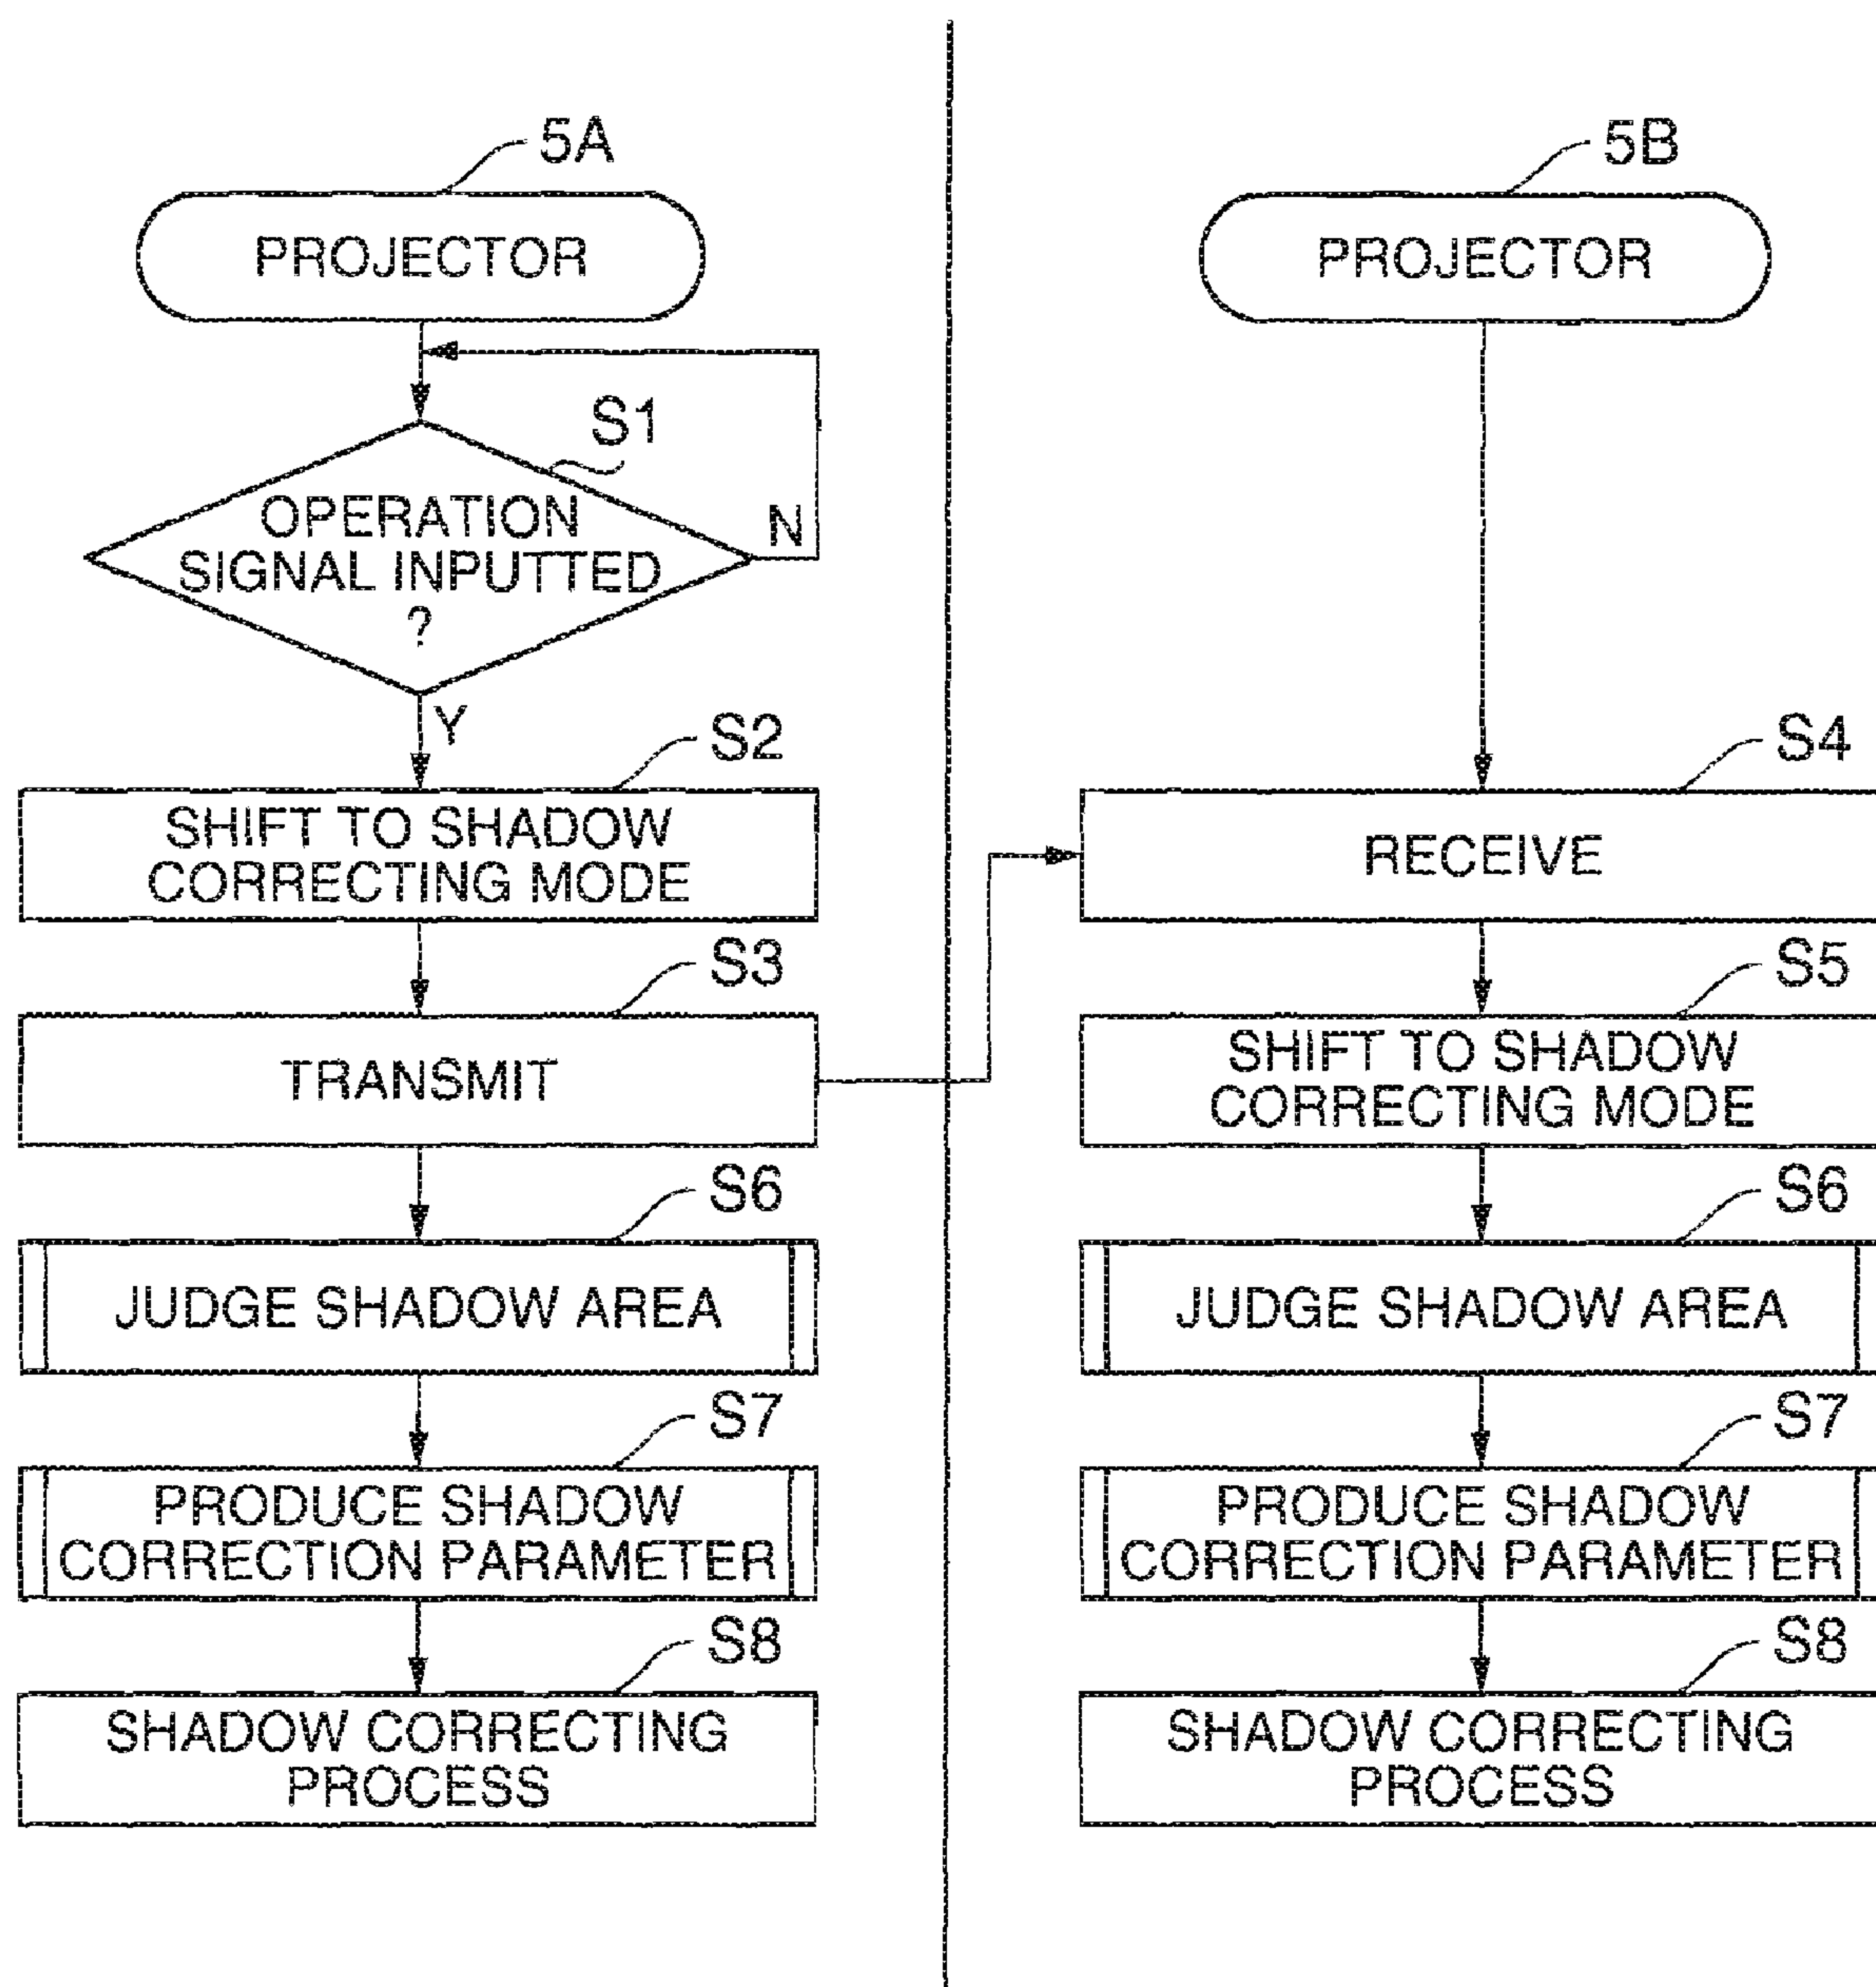 5A
PROJECTOR
S1
OPERATION
SIGNAL INPUTTED
?
N
Y
S2
SHIFT TO SHADOW
CORRECTING MODE
S3
TRANSMIT
S6
JUDGE SHADOW AREA
S7
PRODUCE SHADOW
CORRECTION PARAMETER
S8
SHADOW CORRECTING
PROCESS
5B
PROJECTOR
S4
RECEIVE
S5
SHIFT TO SHADOW
CORRECTING MODE
S6
JUDGE SHADOW AREA
S7
PRODUCE SHADOW
CORRECTION PARAMETER
S8
SHADOW CORRECTING
PROCESS